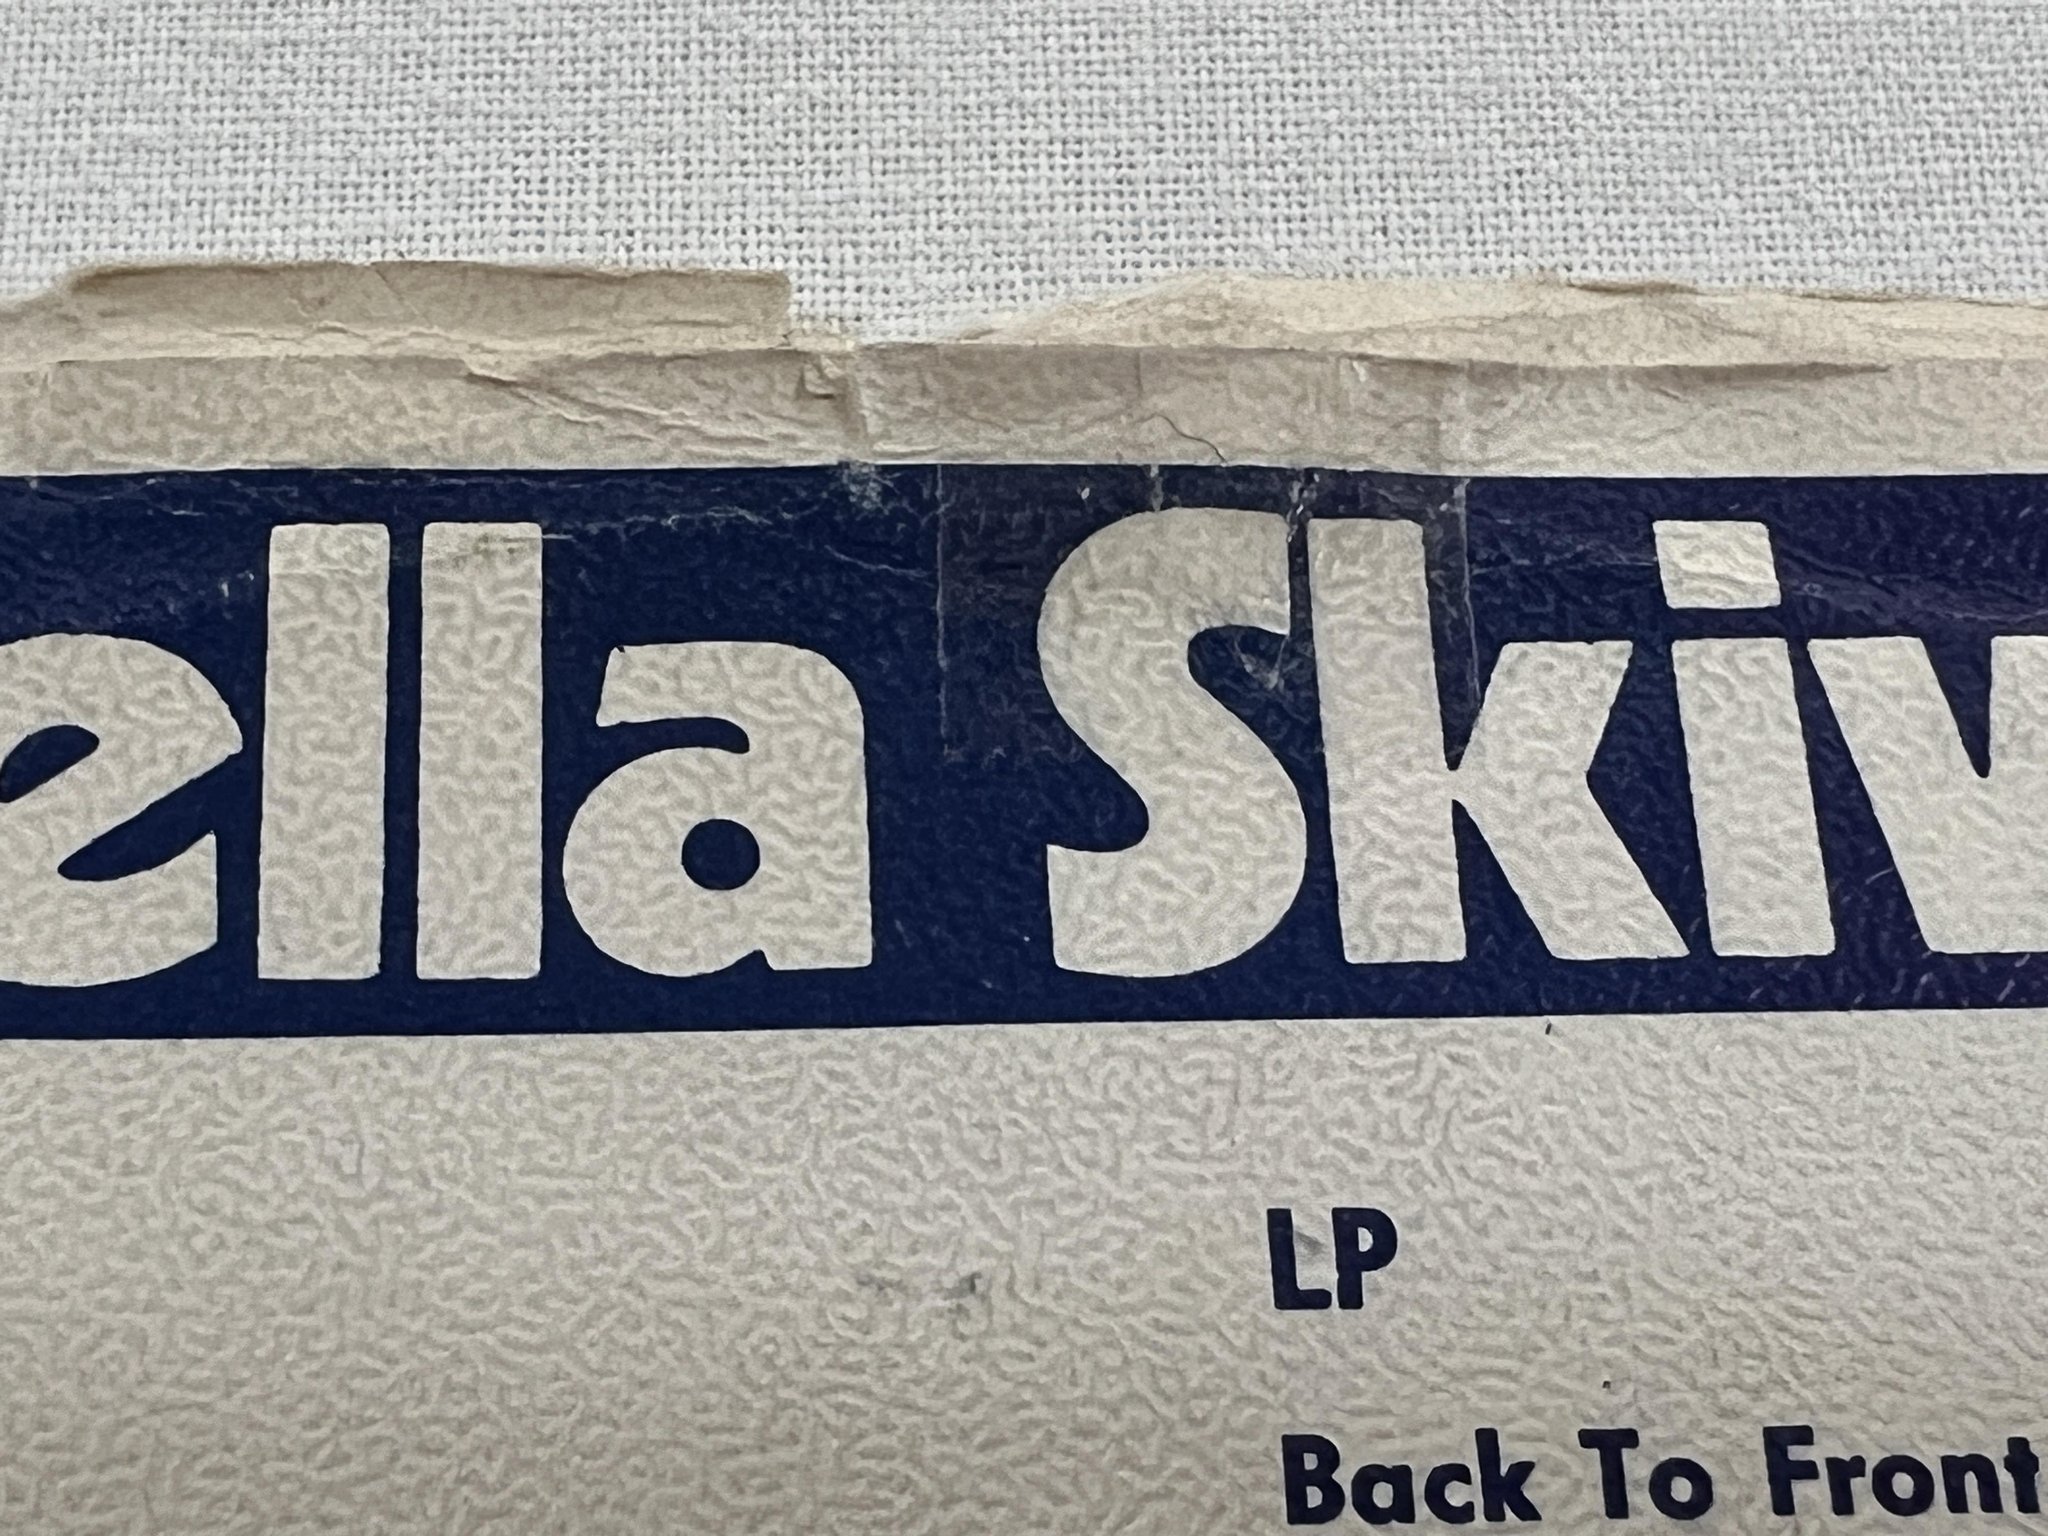 ella Skiv
LP
Back To Front